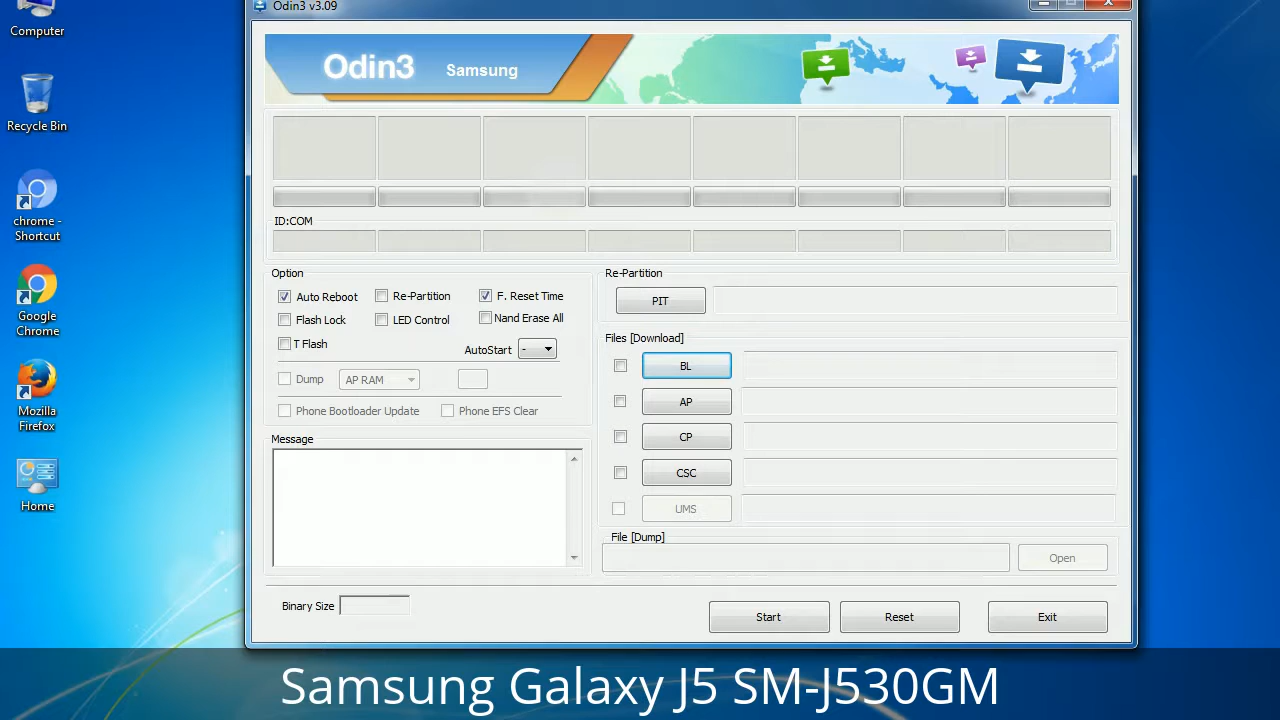 Computer
Recycle Bin
chrome -
Shortcut
Google
Chrome
Mozilla
Firefox
Home
Odin3 v3.09
Odin3 Samsung
ID:COM
Option
Auto Reboot
Re-Partition
F. Reset Time
Flash Lock
LED Control
Nand Erase All
T Flash
AutoStart -
Dump AP RAM
Phone Bootloader Update
Phone EFS Clear
Message
Binary Size
Re-Partition
PIT
Files [Download]
BL
AP
CP
CSC
UMS
File [Dump]
Open
Start
Reset
Exit
Samsung Galaxy J5 SM-J530GM